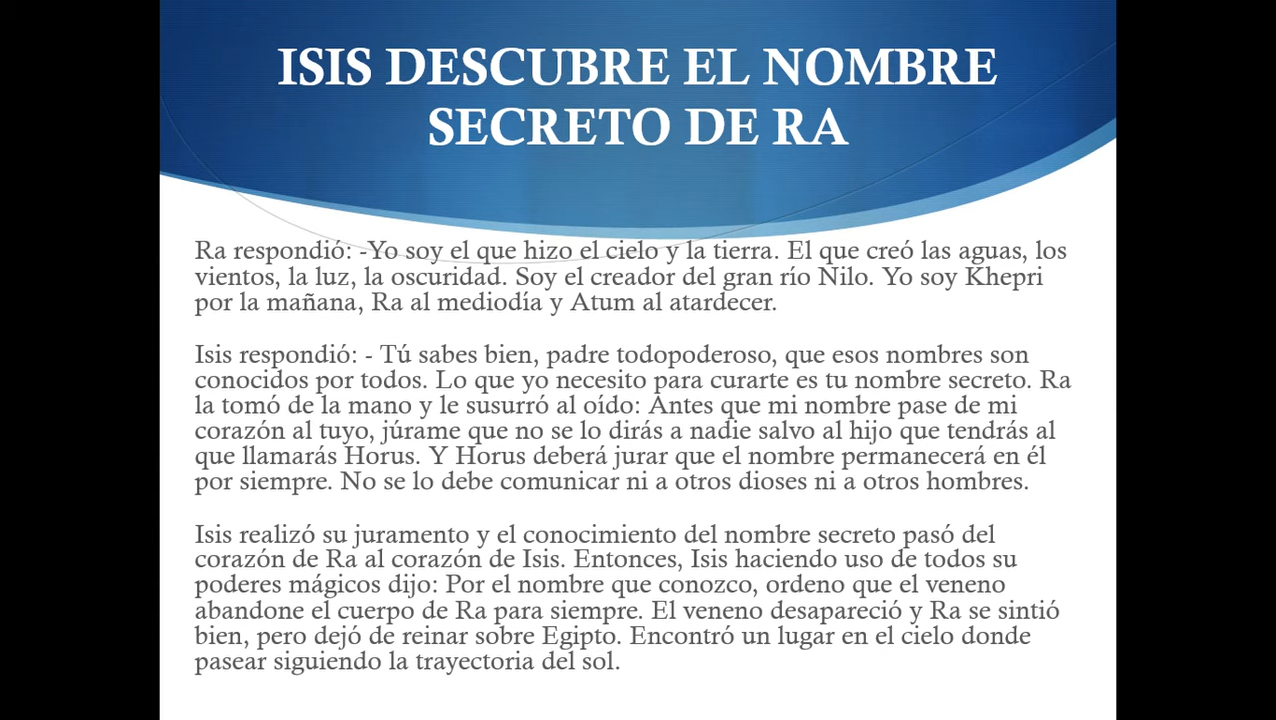 ISIS DESCUBRE EL NOMBRE
SECRETO DE RA
Ra respondió: -Yo soy el que hizo el cielo y la tierra. El que creó las aguas, los
vientos, la luz, la oscuridad. Soy el creador del gran río Nilo. Yo soy Khepri
por la mañana, Ra al mediodía y Atum al atardecer.
Isis respondió: - Tú sabes bien, padre todopoderoso, que esos nombres son
conocidos por todos. Lo que yo necesito para curarte es tu nombre secreto. Ra
la tomó de la mano y le susurró al oído: Antes que mi nombre pase de mi
corazón al tuyo, júrame que no se lo dirás a nadie salvo al hijo que tendrás al
que llamarás Horus. Y Horus deberá jurar que el nombre permanecerá en él
por siempre. No se lo debe comunicar ni a otros dioses ni a otros hombres.
Isis realizó su juramento y el conocimiento del nombre secreto pasó del
corazón de Ra al corazón de Isis. Entonces, Isis haciendo uso de todos su
poderes mágicos dijo: Por el nombre que conozco, ordeno que el veneno
abandone el cuerpo de Ra para siempre. El veneno desapareció y Ra se sintió
bien, pero dejó de reinar sobre Egipto. Encontró un lugar en el cielo donde
pasear siguiendo la trayectoria del sol.